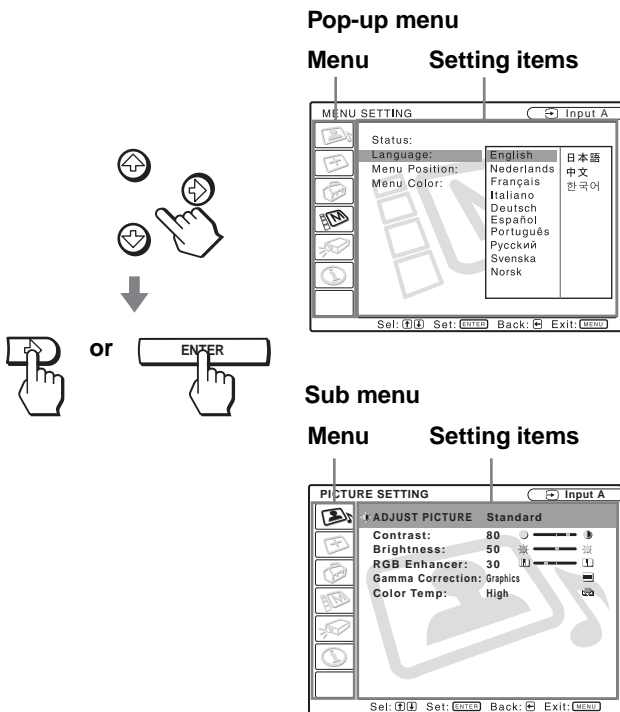 Pop-up menu
Menu Setting items
MENU SETTING Input A
Status:
Language: English 日本語
Menu Position: Nederlands 中文
Menu Color: Français 한국어
Italiano
Deutsch
Español
Português
Русский
Svenska
Norsk
Sel: Set: ENTER Back: Exit: MENU
or ENTER
Sub menu
Menu Setting items
PICTURE SETTING Input A
ADJUST PICTURE Standard
Contrast: 80
Brightness: 50
RGB Enhancer: 30
Gamma Correction: Graphics
Color Temp: High
Sel: Set: ENTER Back: Exit: MENU